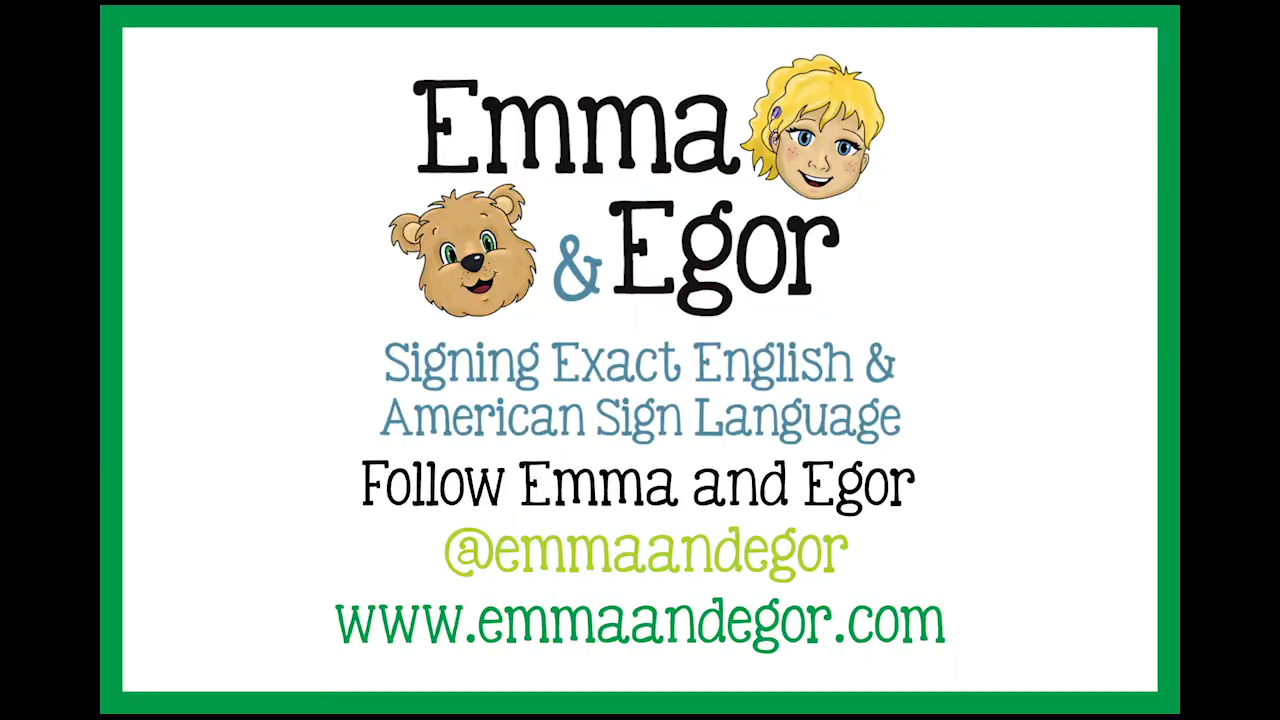 Emma
& Egor
Signing Exact English &
American Sign Language
Follow Emma and Egor
@emmaandegor
www.emmaandegor.com